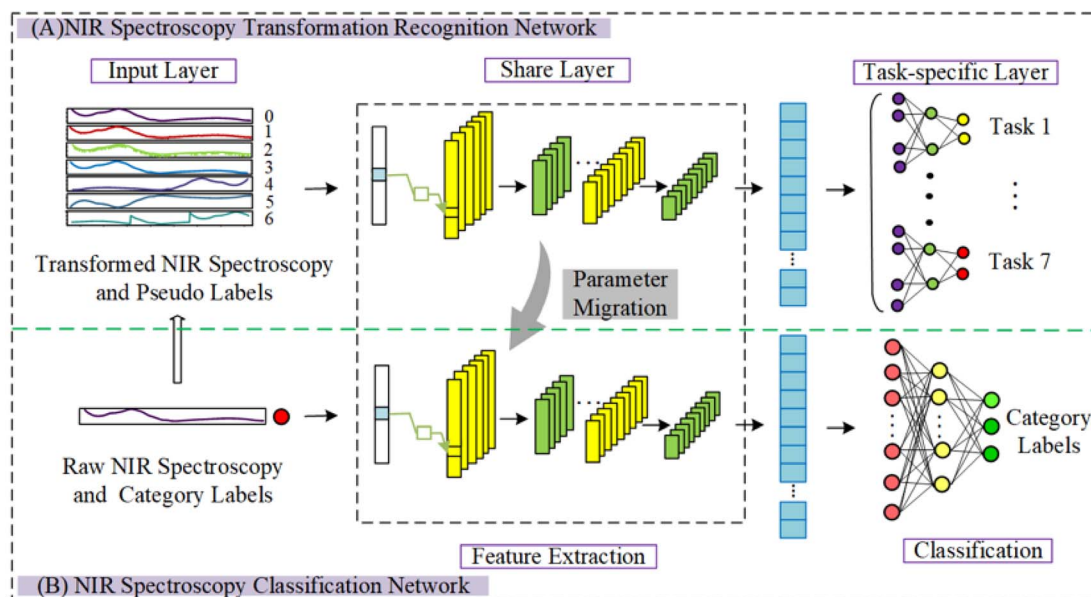 (A)NIR Spectroscopy Transformation Recognition Network
Input Layer
Share Layer
Task-specific Layer
0
1
2
3
4
5
6
Task 1
Task 7
Transformed NIR Spectroscopy
and Pseudo Labels
Parameter
Migration
Raw NIR Spectroscopy
and Category Labels
Category
Labels
Feature Extraction
Classification
(B) NIR Spectroscopy Classification Network